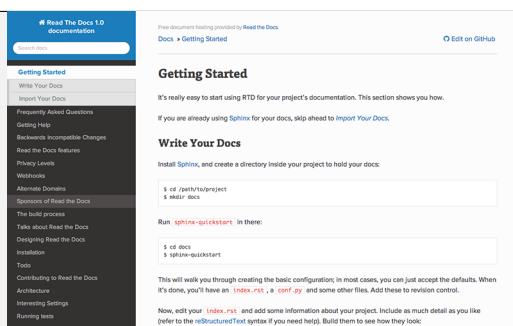 Read The Docs 1.0
documentation
Search docs
Getting Started
Write Your Docs
Import Your Docs
Frequently Asked Questions
Getting Help
Backwards Incompatible Changes
Read the Docs features
Privacy Levels
Webhooks
Alternate Domains
Sponsors of Read the Docs
The build process
Talks about Read the Docs
Designing Read the Docs
Installation
Todo
Contributing to Read the Docs
Architecture
Interesting Settings
Running tests
Free document hosting provided by Read the Docs.
Docs » Getting Started
Edit on GitHub
Getting Started
It's really easy to start using RTD for your project's documentation. This section shows you how.
If you are already using Sphinx for your docs, skip ahead to Import Your Docs.
Write Your Docs
Install Sphinx, and create a directory inside your project to hold your docs:
$ cd /path/to/project
$ mkdir docs
Run sphinx-quickstart in there:
$ cd docs
$ sphinx-quickstart
This will walk you through creating the basic configuration; in most cases, you can just accept the defaults. When
it's done, you'll have an index.rst , a conf.py and some other files. Add these to revision control.
Now, edit your index.rst and add some information about your project. Include as much detail as you like
(refer to the reStructuredText syntax if you need help). Build them to see how they look: